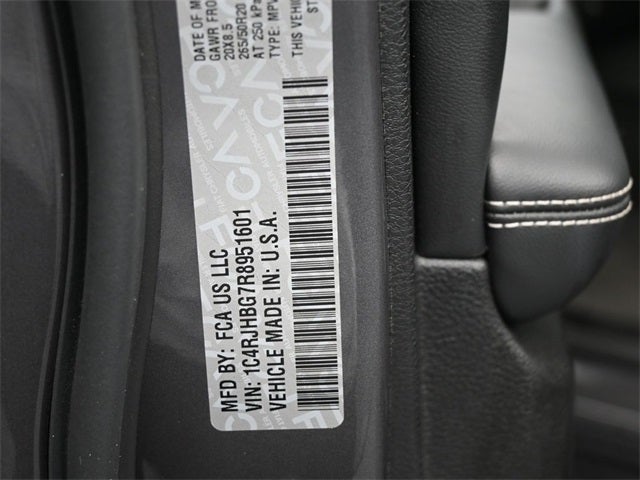 MFD BY: FCA US LLC
VIN: 1C4RJHBG7R8951601
VEHICLE MADE IN: U.S.A.
DATE OF M
GAWR FRO
20X8.5
265/50R20
AT 250 kPa
TYPE: MPV
THIS VEHIC
ST